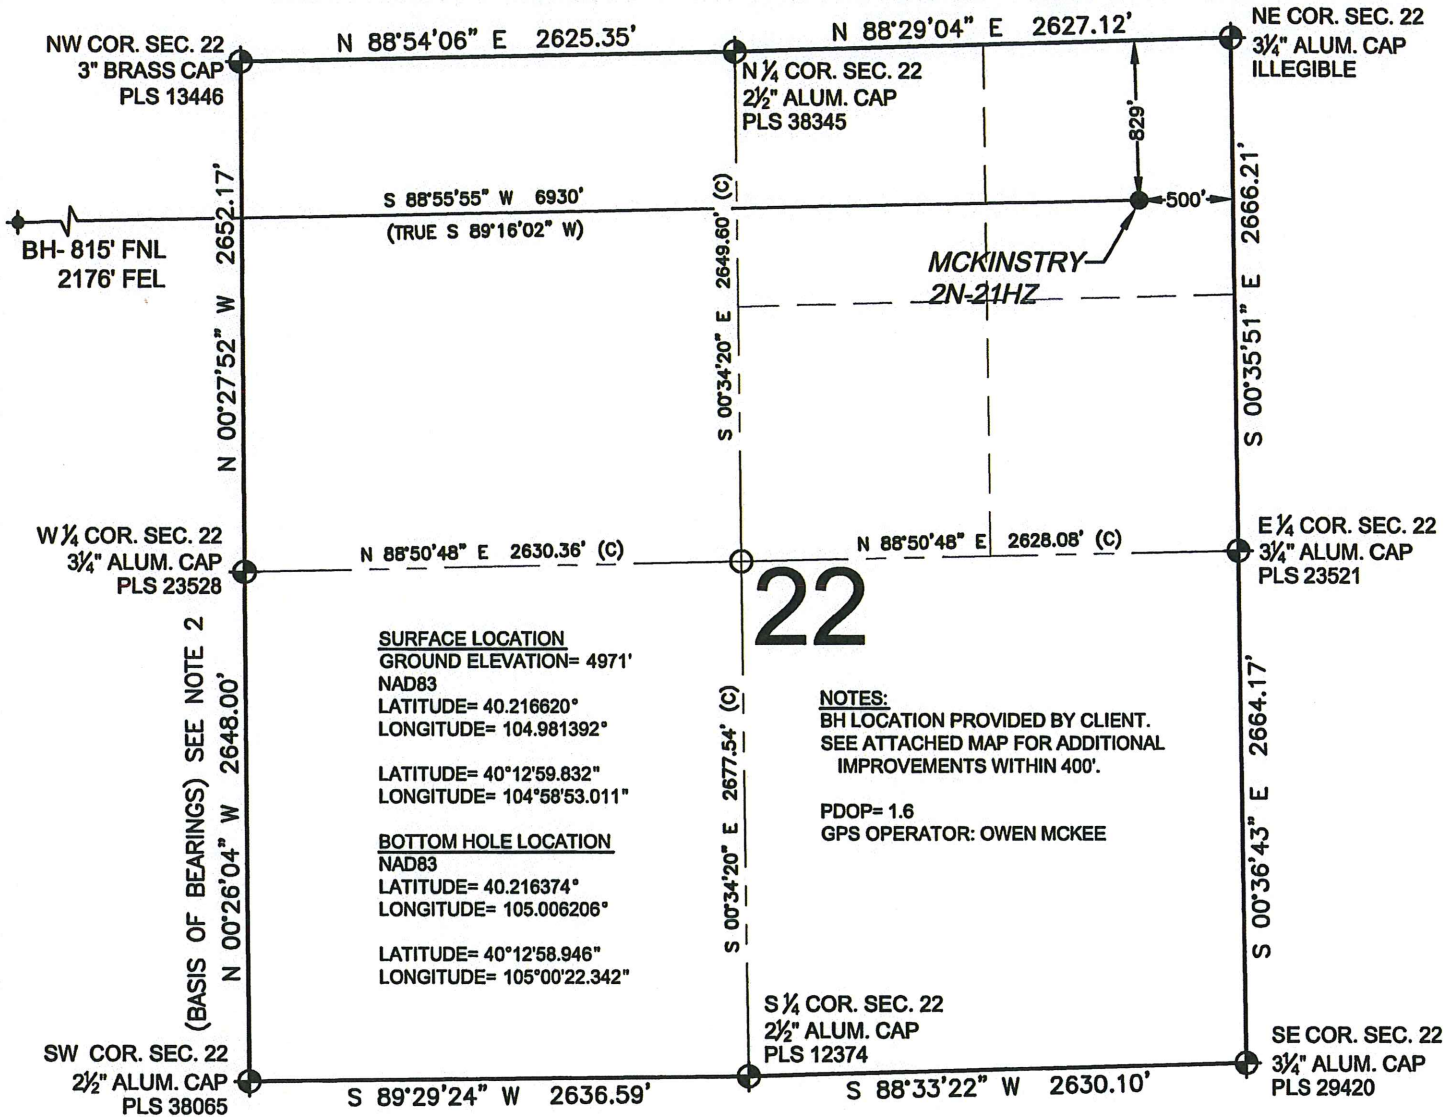 NW COR. SEC. 22
3" BRASS CAP
PLS 13446
N 88°54'06" E 2625.35'
N 88°29'04" E 2627.12'
NE COR. SEC. 22
3¼" ALUM. CAP
ILLEGIBLE
N ¼ COR. SEC. 22
2½" ALUM. CAP
PLS 38345
829'
500'
N 00°27'52" W 2652.17'
S 88°55'55" W 6930'
(TRUE S 89°16'02" W)
S 00°34'20" E 2649.60' (C)
S 00°35'51" E 2666.21'
BH- 815' FNL
2176' FEL
MCKINSTRY
2N-21HZ
W ¼ COR. SEC. 22
3¼" ALUM. CAP
PLS 23528
N 88°50'48" E 2630.36' (C)
N 88°50'48" E 2628.08' (C)
E ¼ COR. SEC. 22
3¼" ALUM. CAP
PLS 23521
22
(BASIS OF BEARINGS) SEE NOTE 2
N 00°26'04" W 2648.00'
SURFACE LOCATION
GROUND ELEVATION= 4971'
NAD83
LATITUDE= 40.216620°
LONGITUDE= 104.981392°
LATITUDE= 40°12'59.832"
LONGITUDE= 104°58'53.011"
BOTTOM HOLE LOCATION
NAD83
LATITUDE= 40.216374°
LONGITUDE= 105.006206°
LATITUDE= 40°12'58.946"
LONGITUDE= 105°00'22.342"
S 00°34'20" E 2677.54' (C)
NOTES:
BH LOCATION PROVIDED BY CLIENT.
SEE ATTACHED MAP FOR ADDITIONAL
IMPROVEMENTS WITHIN 400'.
PDOP= 1.6
GPS OPERATOR: OWEN MCKEE
S 00°36'43" E 2664.17'
SW COR. SEC. 22
2½" ALUM. CAP
PLS 38065
S 89°29'24" W 2636.59'
S ¼ COR. SEC. 22
2½" ALUM. CAP
PLS 12374
S 88°33'22" W 2630.10'
SE COR. SEC. 22
3¼" ALUM. CAP
PLS 29420